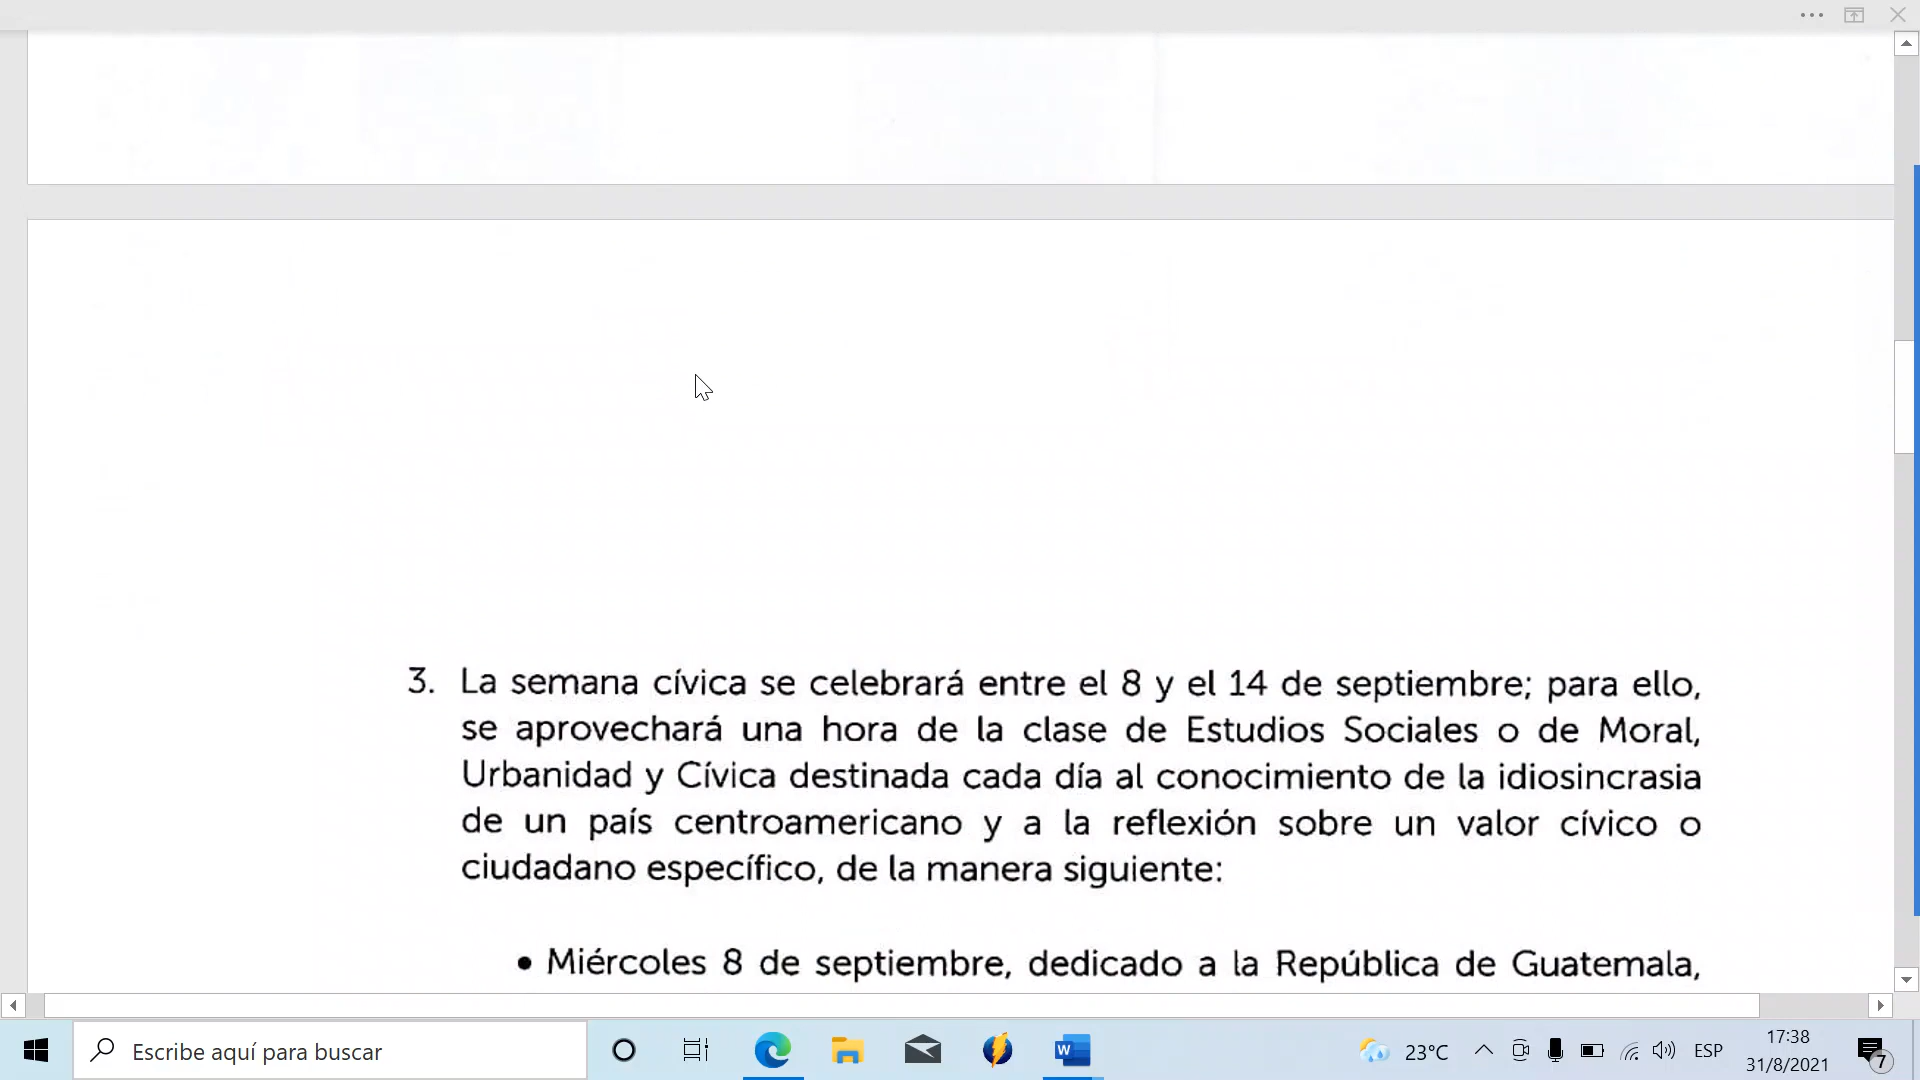 3. La semana cívica se celebrará entre el 8 y el 14 de septiembre; para ello,
se aprovechará una hora de la clase de Estudios Sociales o de Moral,
Urbanidad y Cívica destinada cada día al conocimiento de la idiosincrasia
de un país centroamericano y a la reflexión sobre un valor cívico o
ciudadano específico, de la manera siguiente:
• Miércoles 8 de septiembre, dedicado a la República de Guatemala,
Escribe aquí para buscar
W
23°C
ESP
17:38
31/8/2021
7